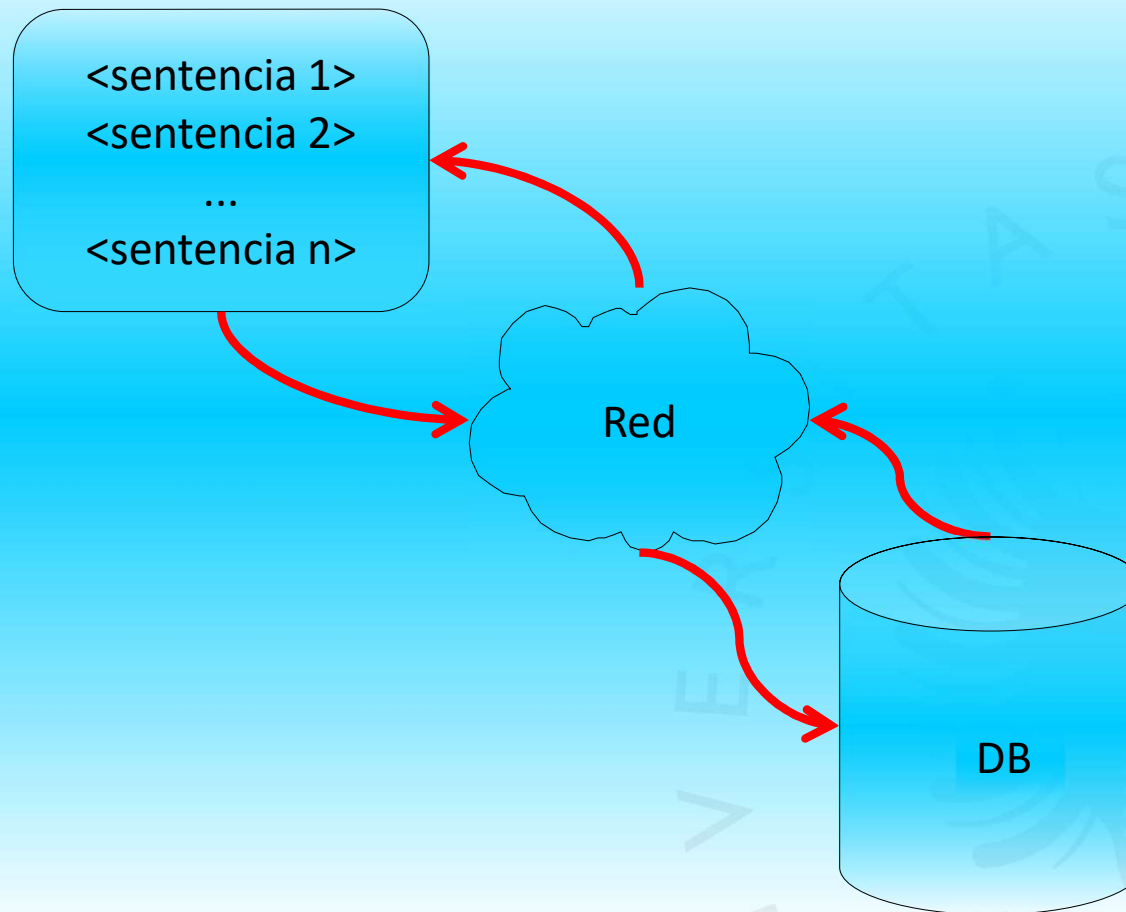 <sentencia 1>
<sentencia 2>
...
<sentencia n>
Red
DB